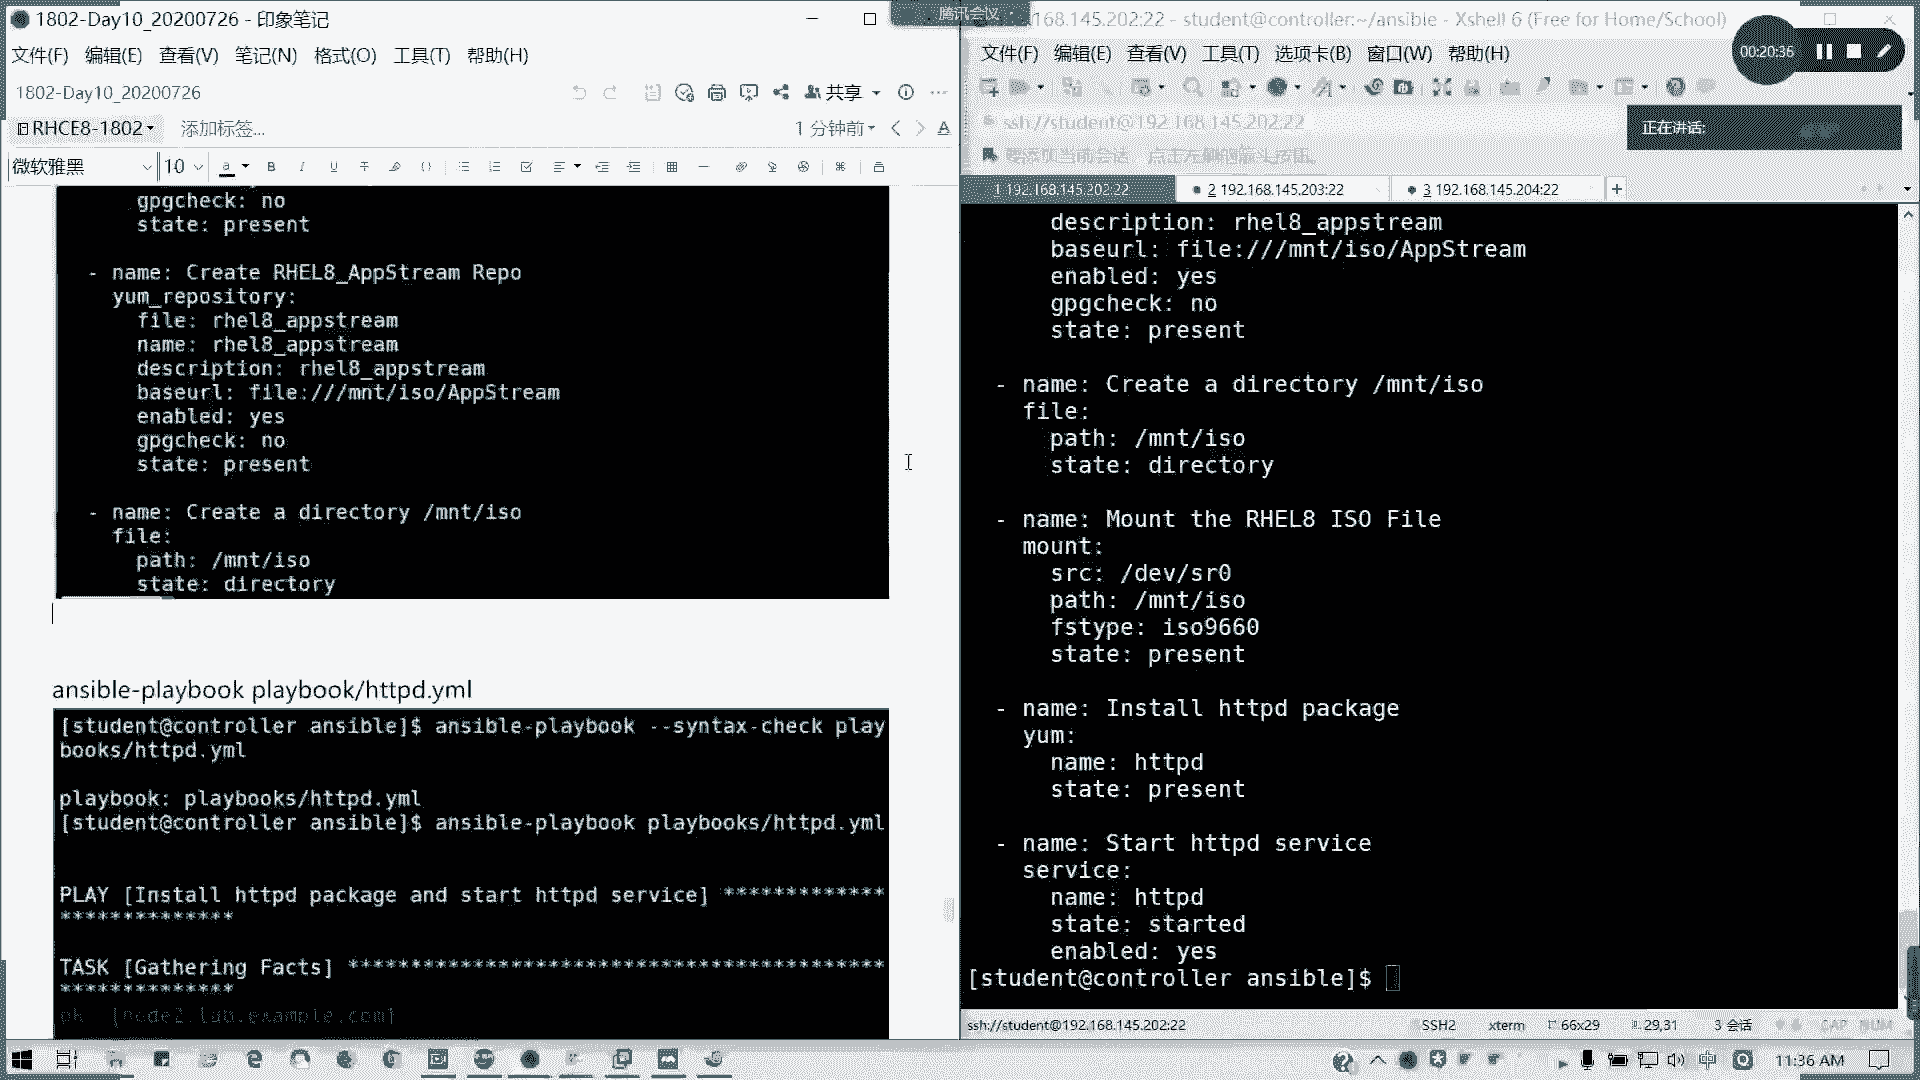 1802-Day10_20200726 - 印象笔记
文件(F) 编辑(E) 查看(V) 笔记(N) 格式(O) 工具(T) 帮助(H)
1802-Day10_20200726
共享
RHCE8-1802
添加标签...
1 分钟前
微软雅黑 10
gpgcheck: no
state: present
- name: Create RHEL8_AppStream Repo
yum_repository:
file: rhel8_appstream
name: rhel8_appstream
description: rhel8_appstream
baseurl: file:///mnt/iso/AppStream
enabled: yes
gpgcheck: no
state: present
- name: Create a directory /mnt/iso
file:
path: /mnt/iso
state: directory
ansible-playbook playbook/httpd.yml
[student@controller ansible]$ ansible-playbook --syntax-check play
books/httpd.yml
playbook: playbooks/httpd.yml
[student@controller ansible]$ ansible-playbook playbooks/httpd.yml
PLAY [Install httpd package and start httpd service] *************
**************
TASK [Gathering Facts] *******************************************
**************
ok [node2.lab.example.com]
腾讯会议
168.145.202:22 - student@controller:~/ansible - Xshell 6 (Free for Home/School)
文件(F) 编辑(E) 查看(V) 工具(T) 选项卡(B) 窗口(W) 帮助(H)
00:20:36
ssh://student@192.168.145.202:22
正在讲话:
要添加当前会话，点击左侧的箭头按钮。
1 192.168.145.202:22
2 192.168.145.203:22
3 192.168.145.204:22
description: rhel8_appstream
baseurl: file:///mnt/iso/AppStream
enabled: yes
gpgcheck: no
state: present
- name: Create a directory /mnt/iso
file:
path: /mnt/iso
state: directory
- name: Mount the RHEL8 ISO File
mount:
src: /dev/sr0
path: /mnt/iso
fstype: iso9660
state: present
- name: Install httpd package
yum:
name: httpd
state: present
- name: Start httpd service
service:
name: httpd
state: started
enabled: yes
[student@controller ansible]$
ssh://student@192.168.145.202:22 SSH2 xterm 66x29 29,31 3 会话 CAP NUM
中
11:36 AM